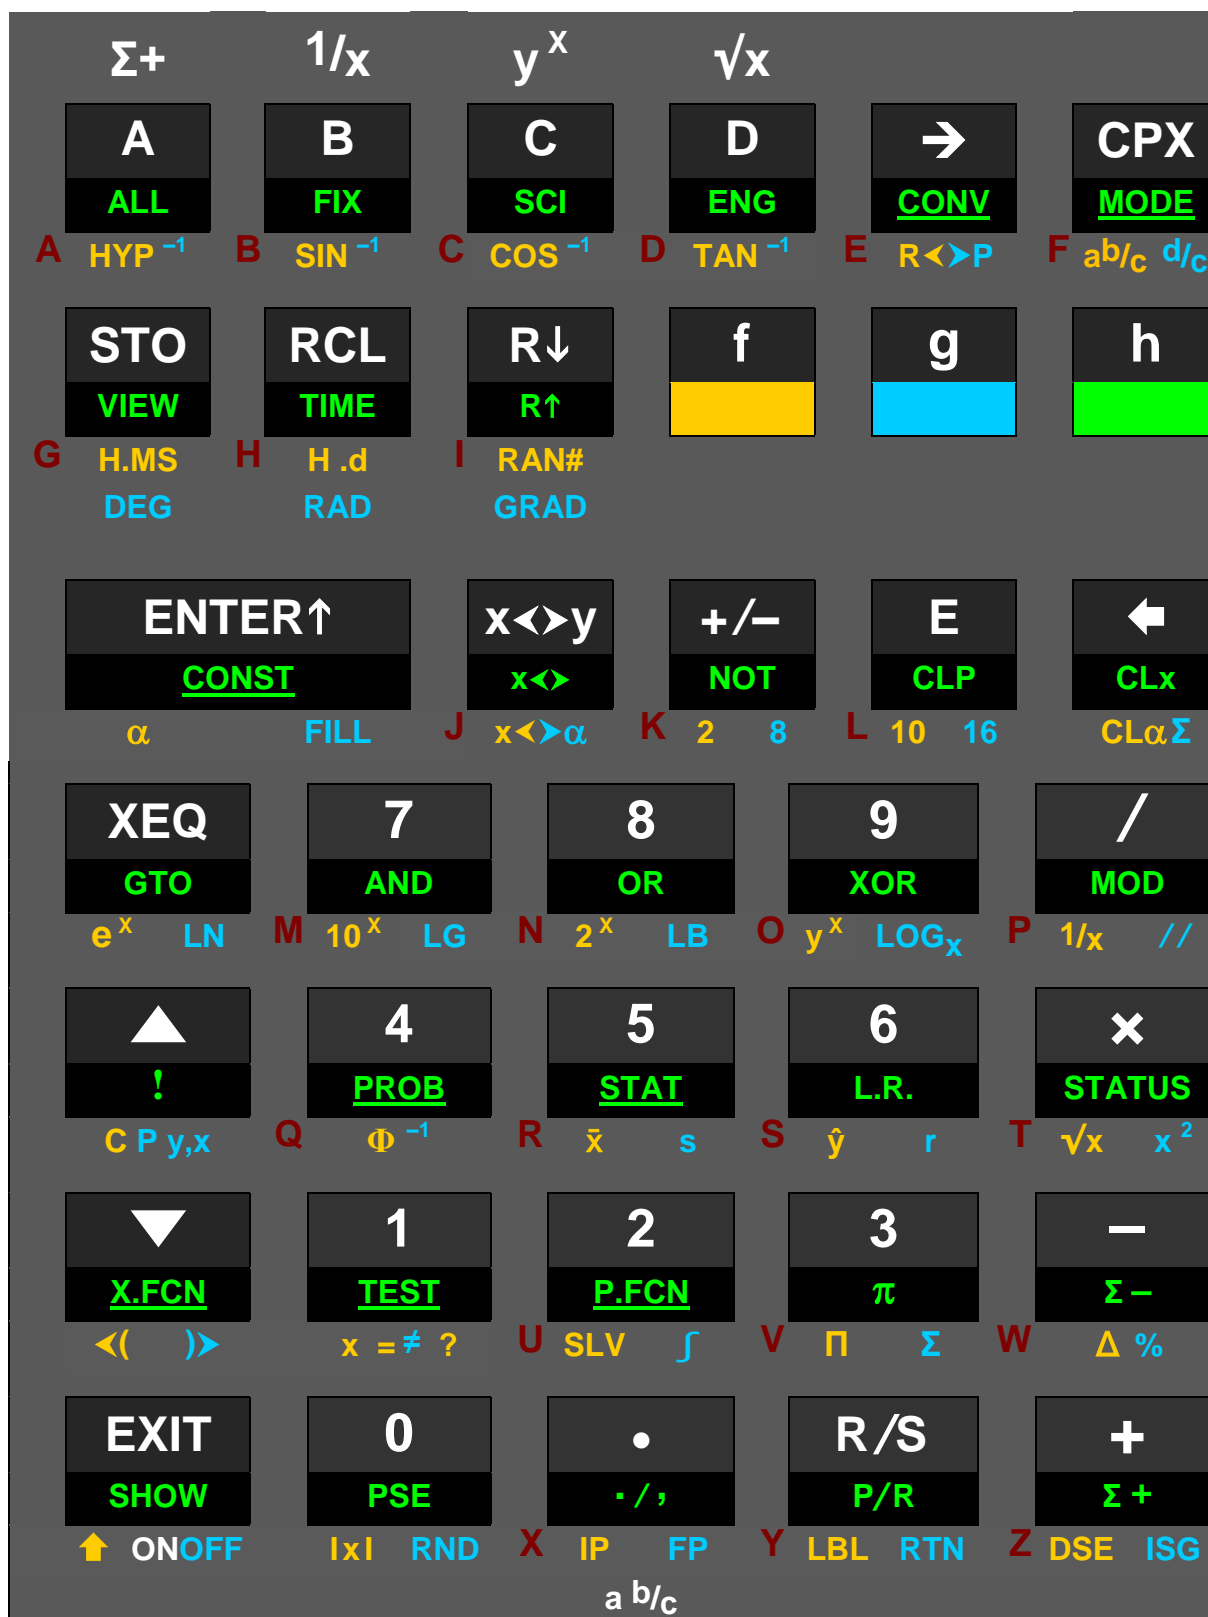 Σ+ 1/x y x √x
A B C D → CPX
ALL FIX SCI ENG CONV MODE
A HYP –1 B SIN –1 C COS –1 D TAN –1 E R<>P F ab/c d/c
STO RCL R↓ f g h
VIEW TIME R↑
G H.MS H H .d I RAN#
DEG RAD GRAD
ENTER↑ x<>y +/– E 🡄
CONST x<> NOT CLP CLx
α FILL J x<>α K 2 8 L 10 16 CLαΣ
XEQ 7 8 9 /
GTO AND OR XOR MOD
e x LN M 10 x LG N 2 x LB O y x LOGx P 1/x //
▲ 4 5 6 ×
! PROB STAT L.R. STATUS
C P y,x Q Φ –1 R x̄ s S ŷ r T √x x 2
▼ 1 2 3 –
X.FCN TEST P.FCN π Σ –
<( )> x = ≠ ? U SLV ∫ V Π Σ W Δ %
EXIT 0 • R/S +
SHOW PSE . / , P/R Σ +
🡅 ONOFF I x I RND X IP FP Y LBL RTN Z DSE ISG
a b/c